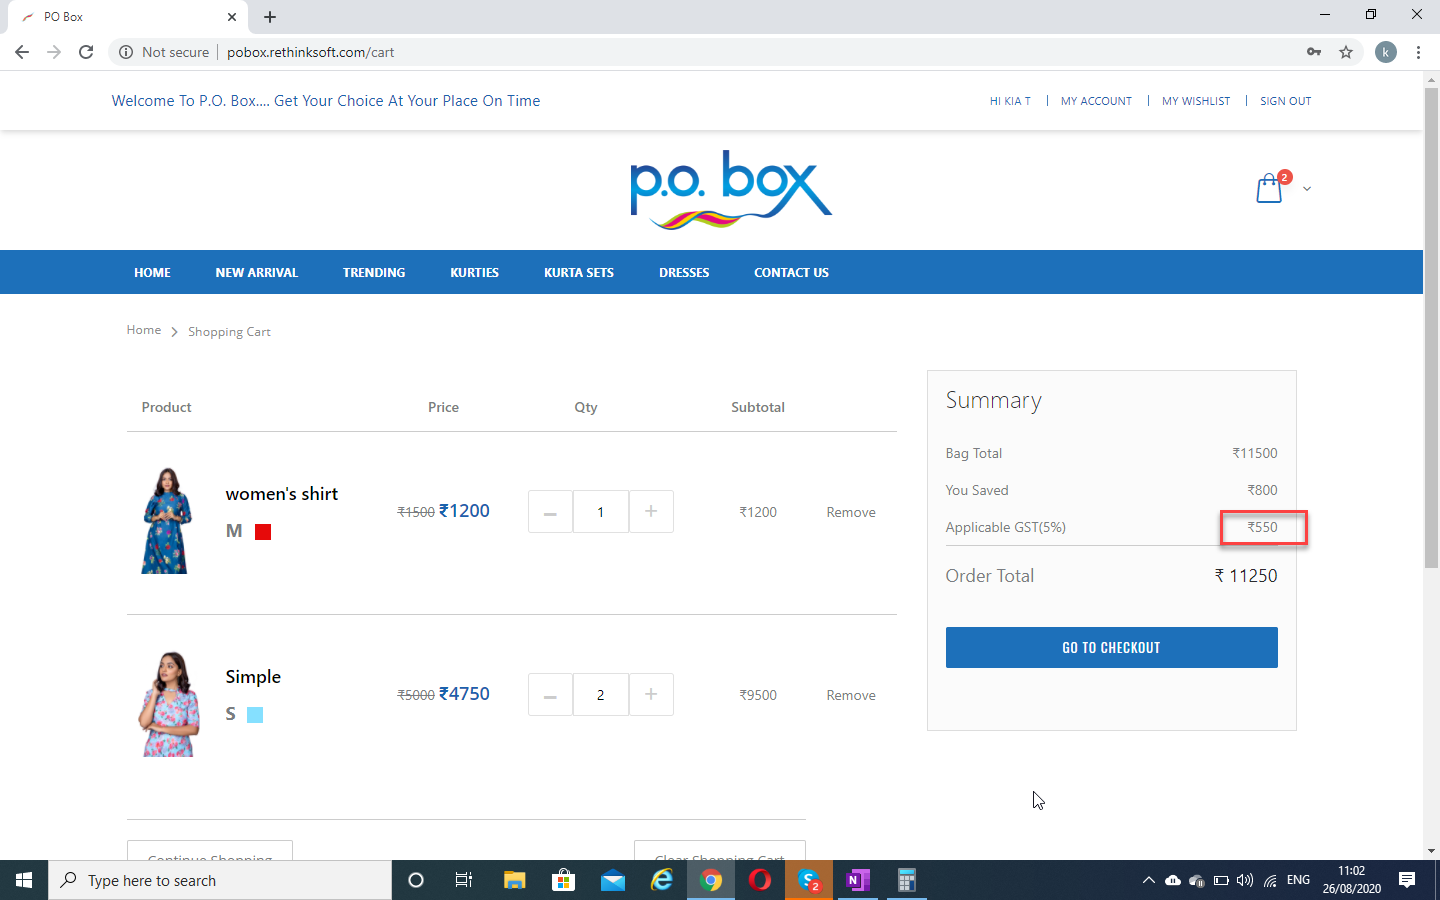 PO Box
Not secure
pobox.rethinksoft.com/cart
k
Welcome To P.O. Box.... Get Your Choice At Your Place On Time
HI KIA T | MY ACCOUNT | MY WISHLIST | SIGN OUT
p.o. box
2
HOME NEW ARRIVAL TRENDING KURTIES KURTA SETS DRESSES CONTACT US
Home > Shopping Cart
Product Price Qty Subtotal
women's shirt
M
₹1500 ₹1200
1
₹1200
Remove
Simple
S
₹5000 ₹4750
2
₹9500
Remove
Continue Shopping
Clear Shopping Cart
Summary
Bag Total ₹11500
You Saved ₹800
Applicable GST(5%) ₹550
Order Total ₹ 11250
GO TO CHECKOUT
Type here to search
2
ENG
11:02
26/08/2020